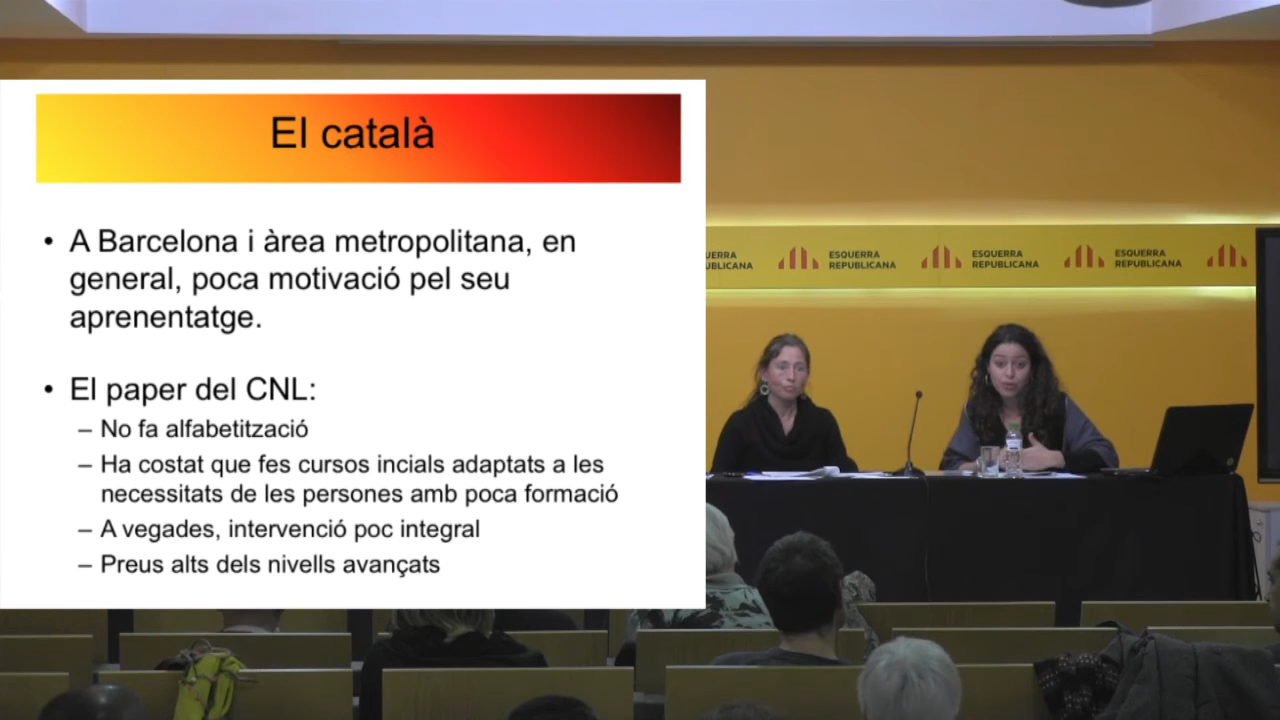 El català
• A Barcelona i àrea metropolitana, en
general, poca motivació pel seu
aprenentatge.
• El paper del CNL:
– No fa alfabetització
– Ha costat que fes cursos incials adaptats a les
necessitats de les persones amb poca formació
– A vegades, intervenció poc integral
– Preus alts dels nivells avançats
ESQUERRA
REPUBLICANA
ESQUERRA
REPUBLICANA
ESQUERRA
REPUBLICANA